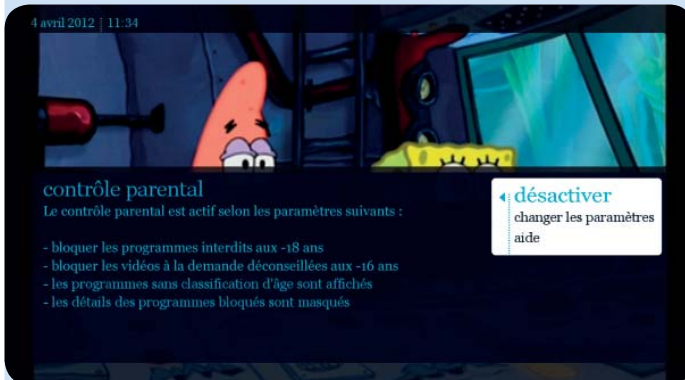 4 avril 2012 | 11:34
contrôle parental
Le contrôle parental est actif selon les paramètres suivants :
- bloquer les programmes interdits aux -18 ans
- bloquer les vidéos à la demande déconseillées aux -16 ans
- les programmes sans classification d'âge sont affichés
- les détails des programmes bloqués sont masqués
désactiver
changer les paramètres
aide